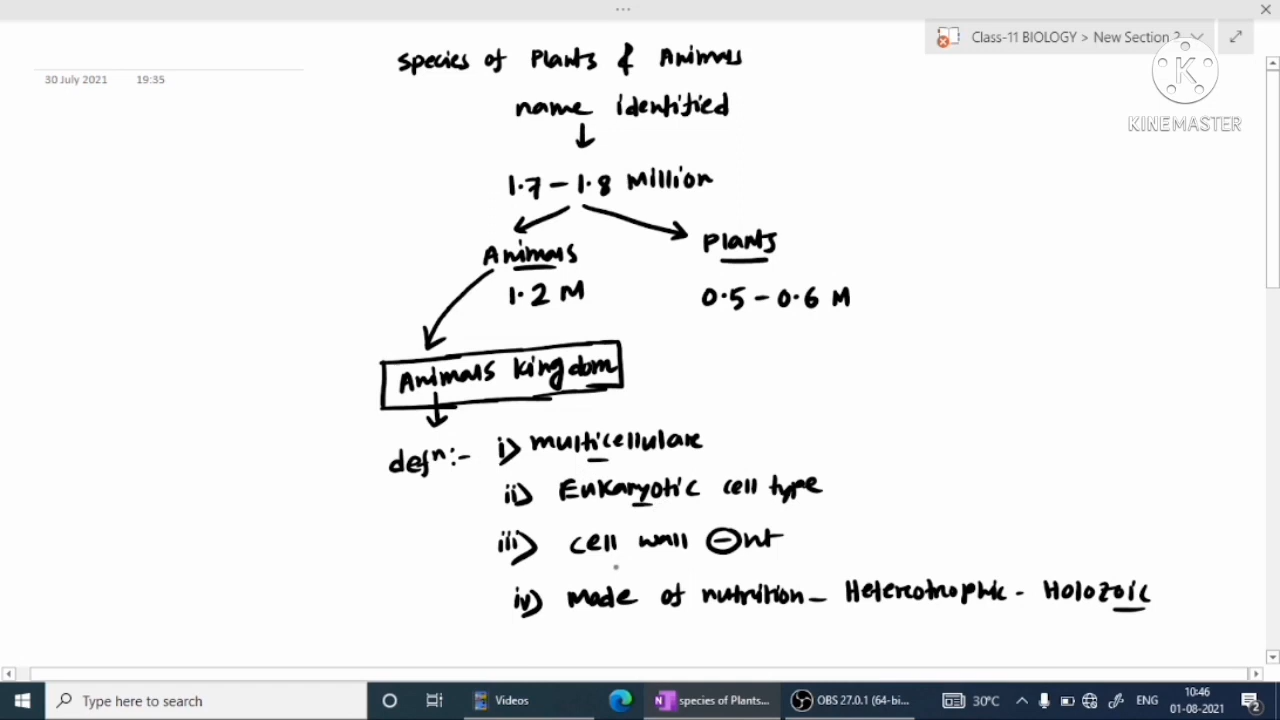 Class-11 BIOLOGY > New Section 2
30 July 2021 19:35
K
KINEMASTER
Species of Plants & Animals
name identified
↓
1.7 – 1.8 Million
Animals Plants
1.2 M 0.5 – 0.6 M
Animals Kingdom
defⁿ:- i) multicellulare
ii) Eukaryotic cell type
iii) cell wall ⊖nt
iv) Made of nutrition – Heterotrophic - Holozoic
Type here to search
Videos
species of Plants...
OBS 27.0.1 (64-bi...
30°C
ENG
10:46
01-08-2021
2